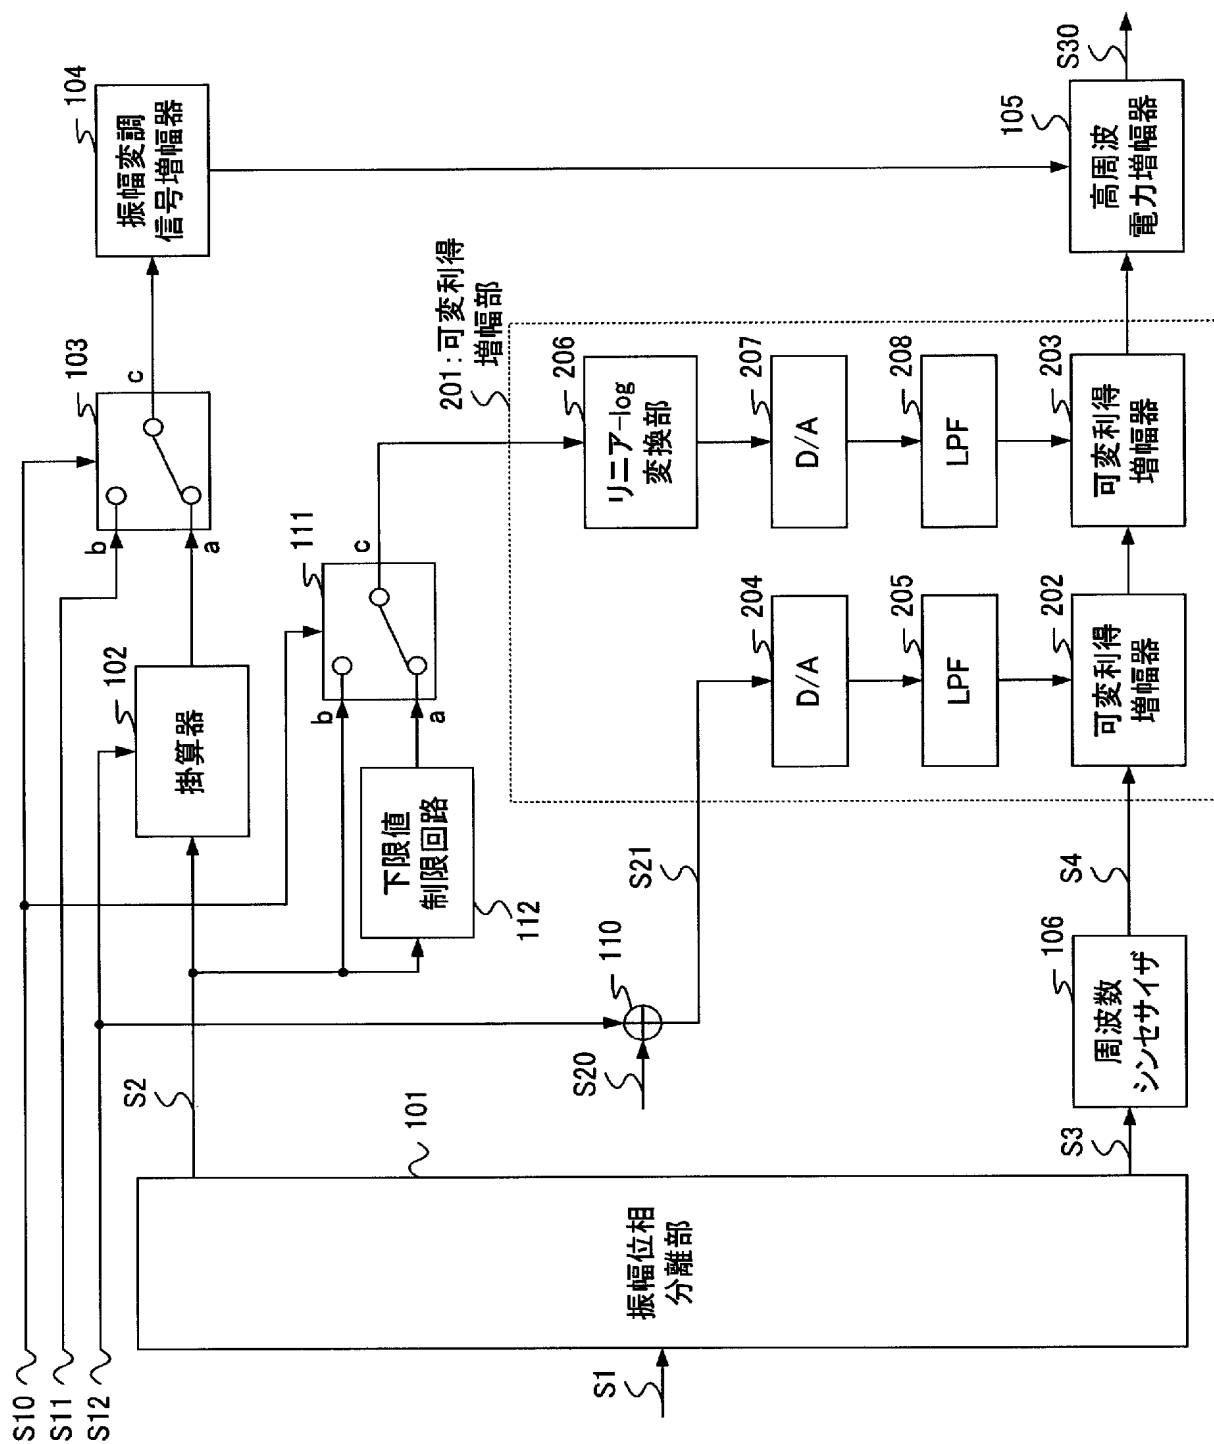 S10
S11
S12
S1
振幅位相
分離部
101
S2
S3
周波数
シンセサイザ
106
S4
S20
110
S21
掛算器
102
下限値
制限回路
112
b
a
c
103
b
a
c
111
振幅変調
信号増幅器
104
201:可変利得
増幅部
リニア-log
変換部
206
D/A
204
D/A
207
LPF
205
LPF
208
可変利得
増幅器
202
可変利得
増幅器
203
高周波
電力増幅器
105
S30